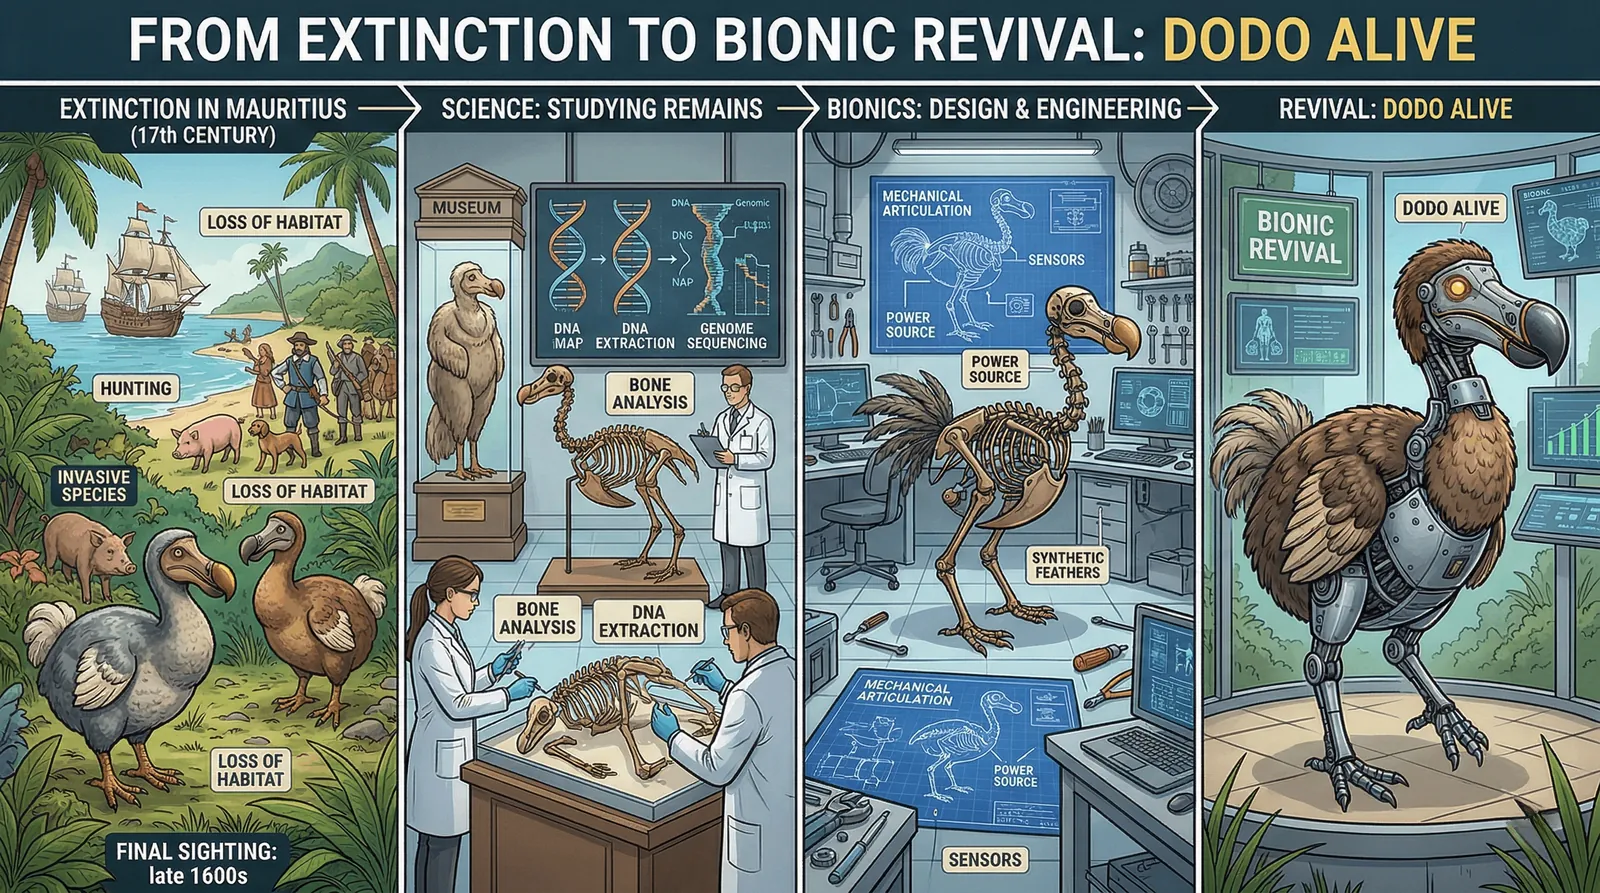 FROM EXTINCTION TO BIONIC REVIVAL: DODO ALIVE
EXTINCTION IN MAURITIUS
(17th CENTURY)
LOSS OF HABITAT
HUNTING
INVASIVE
SPECIES
LOSS OF HABITAT
LOSS OF
HABITAT
FINAL SIGHTING:
late 1600s
SCIENCE: STUDYING REMAINS
MUSEUM
DNA
Genomic
DNG
NAP
DNA
MAP
DNA
EXTRACTION
GENOME
SEQUENCING
BONE
ANALYSIS
BONE
ANALYSIS
DNA
EXTRACTION
BIONICS: DESIGN & ENGINEERING
MECHANICAL
ARTICULATION
SENSORS
POWER
SOURCE
POWER
SOURCE
SYNTHETIC
FEATHERS
MECHANICAL
ARTICULATION
POWER
SOURCE
SENSORS
REVIVAL: DODO ALIVE
DODO ALIVE
BIONIC
REVIVAL